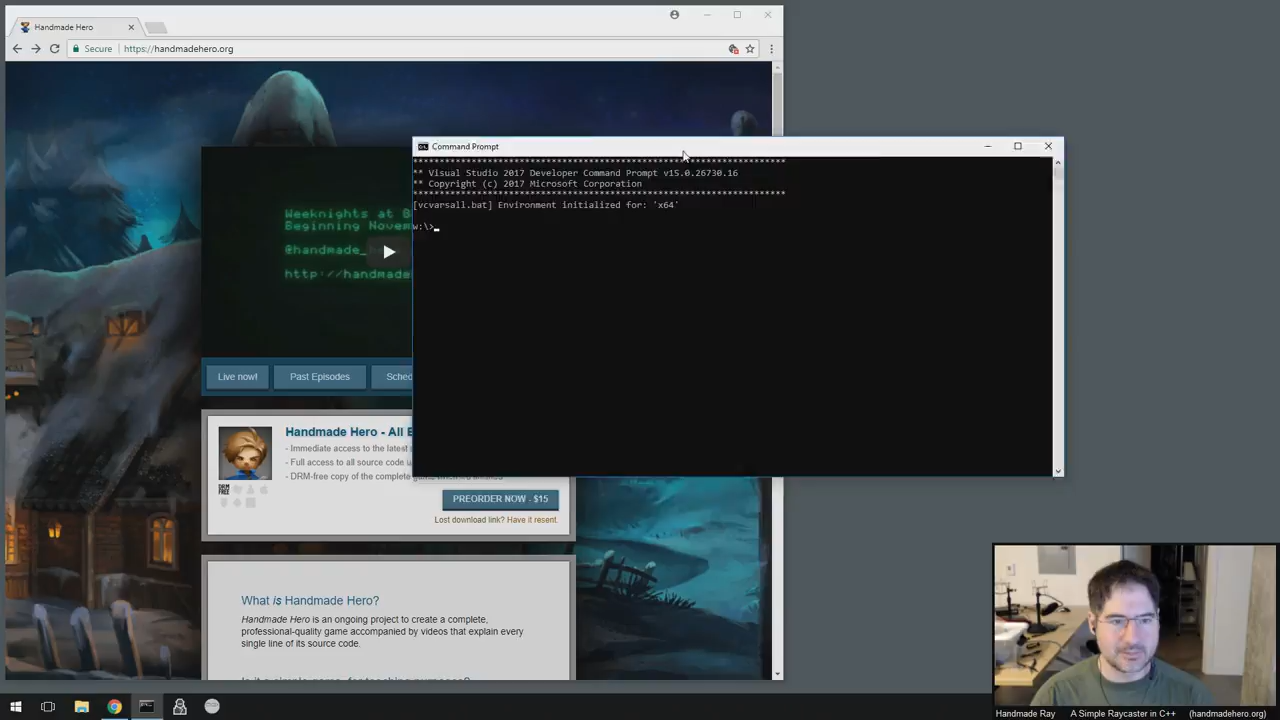 Handmade Hero
Secure
https://handmadehero.org
Command Prompt
**********************************************************************
** Visual Studio 2017 Developer Command Prompt v15.0.26730.16
** Copyright (c) 2017 Microsoft Corporation
**********************************************************************
[vcvarsall.bat] Environment initialized for: 'x64'
w:\>
Weeknights at
Beginning
@handmade_
http://
Live now!
Past Episodes
Handmade Hero - All
- Immediate access to the latest
- Full access to all source code
- DRM-free copy of the complete
DRM
FREE
PREORDER NOW - $15
Lost download link? Have it resent.
What is Handmade Hero?
Handmade Hero is an ongoing project to create a complete,
professional-quality game accompanied by videos that explain every
single line of its source code.
Handmade Ray
A Simple Raycaster in C++
(handmadehero.org)